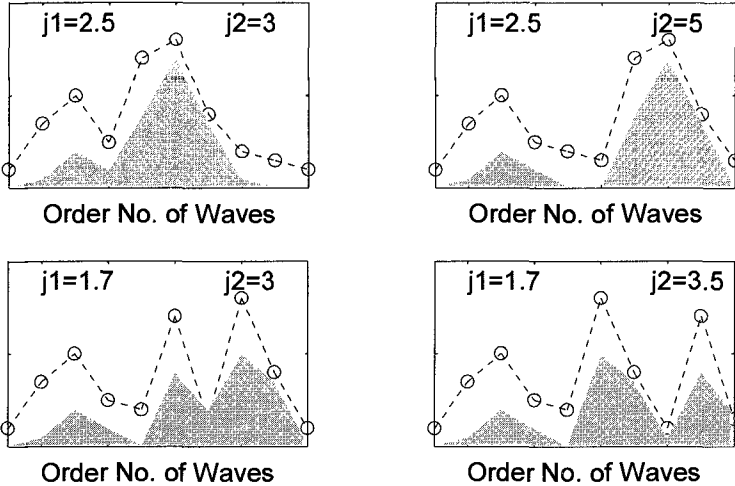 j1=2.5 j2=3
Order No. of Waves
j1=2.5 j2=5
Order No. of Waves
j1=1.7 j2=3
Order No. of Waves
j1=1.7 j2=3.5
Order No. of Waves